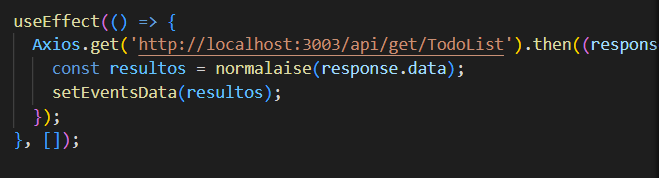 useEffect(() => {
Axios.get('http://localhost:3003/api/get/TodoList').then((respons
const resultos = normalaise(response.data);
setEventsData(resultos);
});
}, []);